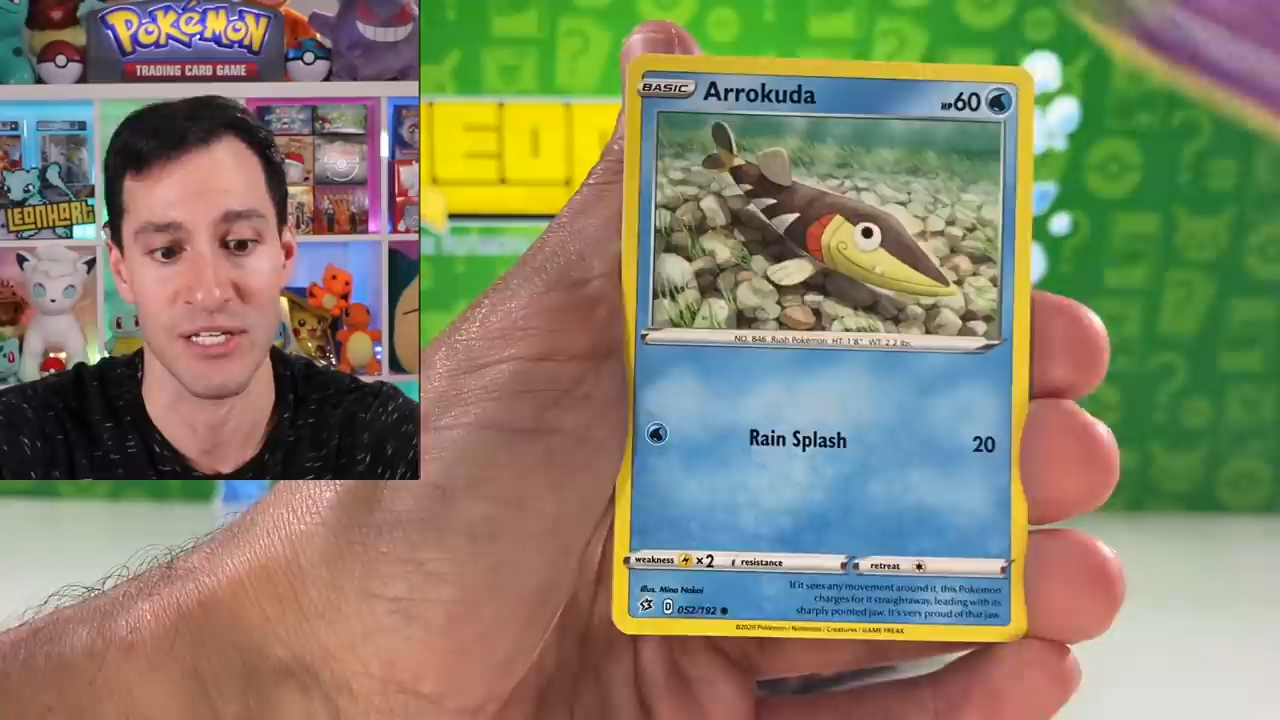 POKéMON
TRADING CARD GAME
LEONHART
LEO
BASIC Arrokuda HP 60
NO. 846 Rush Pokémon HT: 1'8" WT: 2.2 lbs.
Rain Splash 20
weakness ×2 resistance retreat
Illus. Mina Nakai
If it sees any movement around it, this Pokémon
charges for it straightaway, leading with its
sharply pointed jaw. It's very proud of that jaw.
D 052/192
©2020 Pokémon / Nintendo / Creatures / GAME FREAK